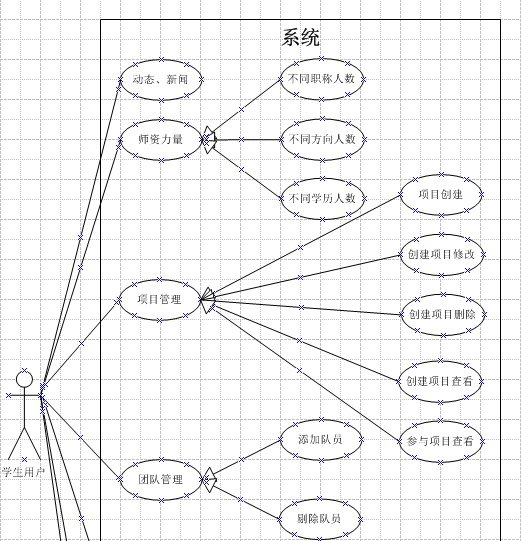 系统
动态、新闻
不同职称人数
师资力量
不同方向人数
不同学历人数
项目创建
创建项目修改
项目管理
创建项目删除
创建项目查看
添加队员
参与项目查看
学生用户
团队管理
剔除队员